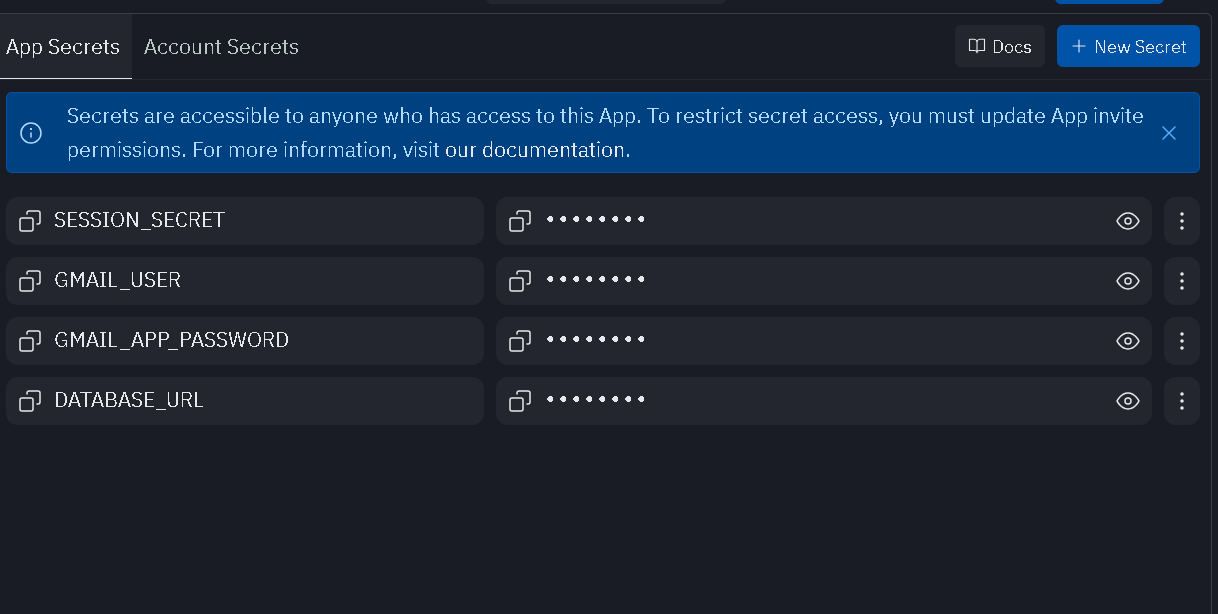 App Secrets Account Secrets Docs New Secret
Secrets are accessible to anyone who has access to this App. To restrict secret access, you must update App invite
permissions. For more information, visit our documentation.
SESSION_SECRET ••••••••
GMAIL_USER ••••••••
GMAIL_APP_PASSWORD ••••••••
DATABASE_URL ••••••••